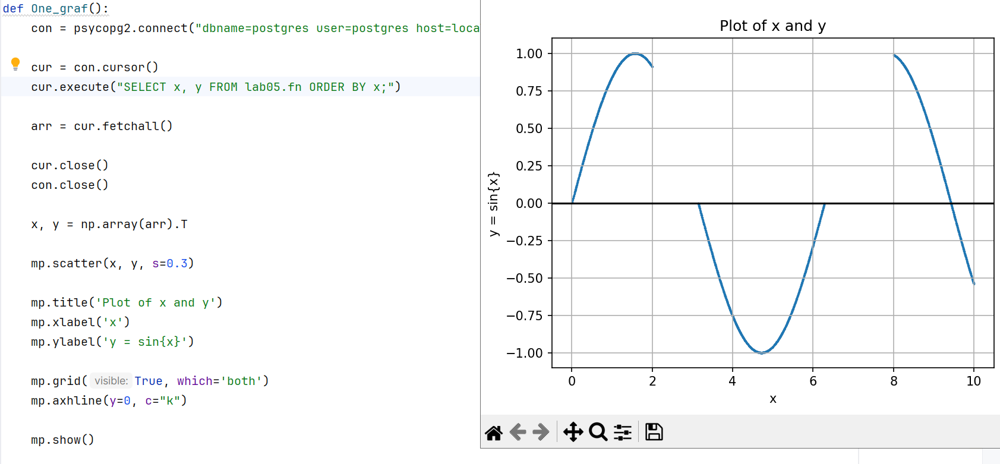 def One_graf():
con = psycopg2.connect("dbname=postgres user=postgres host=loca
cur = con.cursor()
cur.execute("SELECT x, y FROM lab05.fn ORDER BY x;")
arr = cur.fetchall()
cur.close()
con.close()
x, y = np.array(arr).T
mp.scatter(x, y, s=0.3)
mp.title('Plot of x and y')
mp.xlabel('x')
mp.ylabel('y = sin{x}')
mp.grid( visible: True, which='both')
mp.axhline(y=0, c="k")
mp.show()
Plot of x and y
y = sin{x}
1.00
0.75
0.50
0.25
0.00
−0.25
−0.50
−0.75
−1.00
0 2 4 6 8 10
x